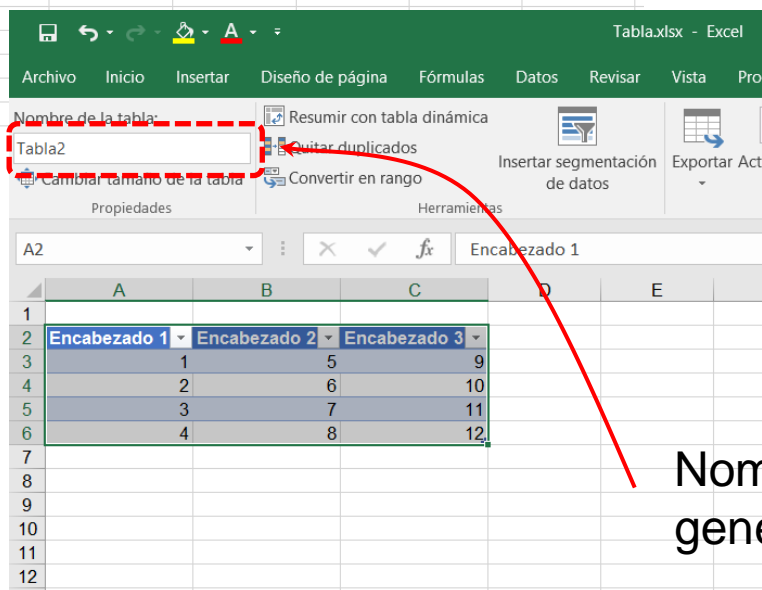 Tabla.xlsx - Excel
Archivo Inicio Insertar Diseño de página Fórmulas Datos Revisar Vista
Nombre de la tabla: Resumir con tabla dinámica
Tabla2 Quitar duplicados Insertar segmentación de datos
Cambiar tamaño de la tabla Convertir en rango
Propiedades Herramientas
A2 fx Encabezado 1
A B C D E
1
2 Encabezado 1 Encabezado 2 Encabezado 3
3 1 5 9
4 2 6 10
5 3 7 11
6 4 8 12
7
8
9
10
11
12